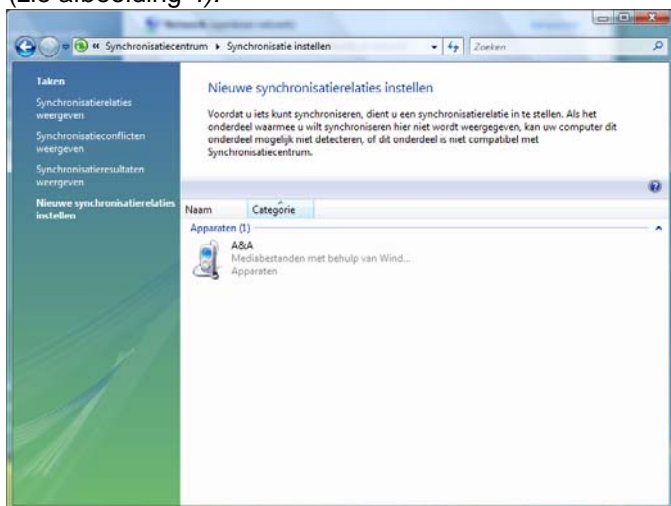 (zie afbeelding 4).
Synchronisatiecentrum ▸ Synchronisatie instellen
Zoeken
Taken
Synchronisatierelaties
weergeven
Synchronisatieconflicten
weergeven
Synchronisatieresultaten
weergeven
Nieuwe synchronisatierelaties
instellen
Nieuwe synchronisatierelaties instellen
Voordat u iets kunt synchroniseren, dient u een synchronisatierelatie in te stellen. Als het
onderdeel waarmee u wilt synchroniseren hier niet wordt weergegeven, kan uw computer dit
onderdeel mogelijk niet detecteren, of dit onderdeel is niet compatibel met
Synchronisatiecentrum.
Naam Categorie
Apparaten (1)
A&A
Mediabestanden met behulp van Wind...
Apparaten